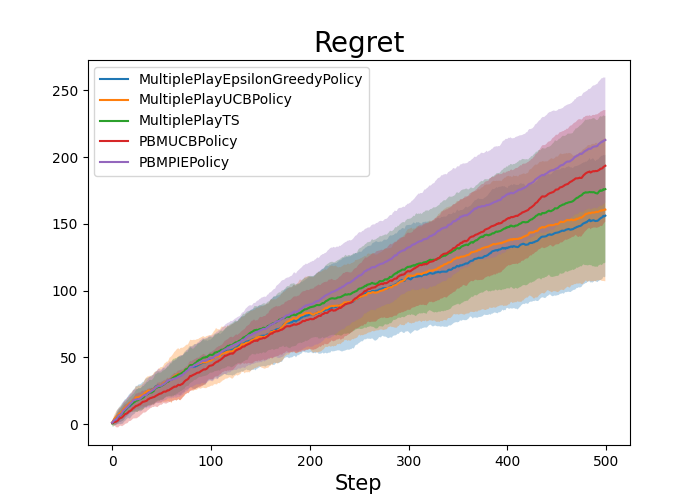 Regret
MultiplePlayEpsilonGreedyPolicy
MultiplePlayUCBPolicy
MultiplePlayTS
PBMUCBPolicy
PBMPIEPolicy
250
200
150
100
50
0
0 100 200 300 400 500
Step